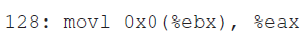 128: movl 0x0(%ebx), %eax